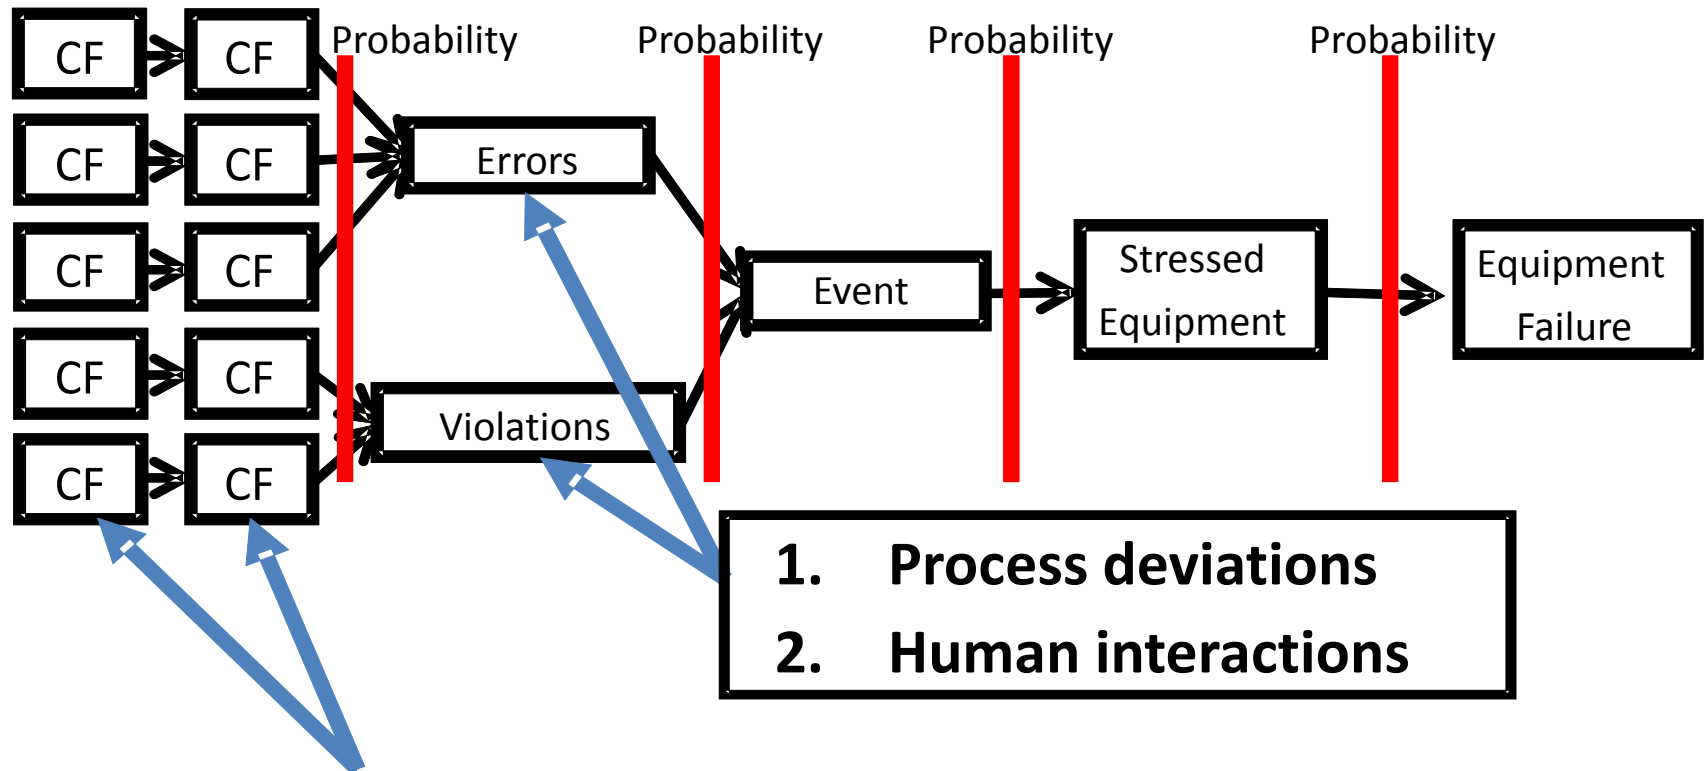 Probability
Probability
Probability
Probability
CF
CF
CF
CF
CF
CF
CF
CF
CF
CF
Errors
Violations
Event
Stressed
Equipment
Equipment
Failure
1. Process deviations
2. Human interactions